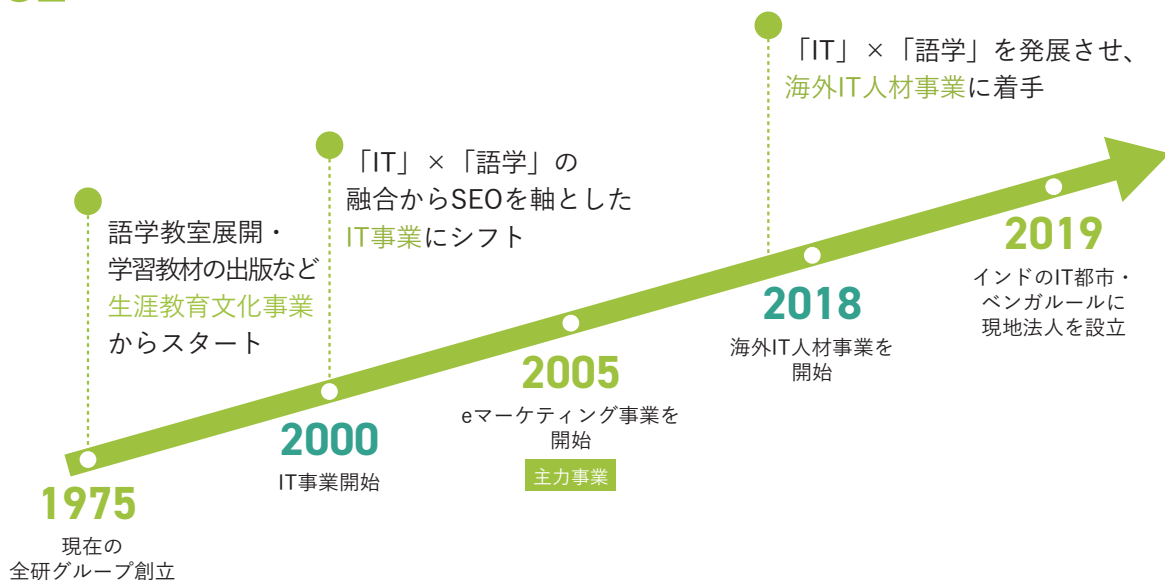 「IT」×「語学」を発展させ、
海外IT人材事業に着手
「IT」×「語学」の
融合からSEOを軸とした
IT事業にシフト
語学教室展開・
学習教材の出版など
生涯教育文化事業
からスタート
1975
現在の
全研グループ創立
2000
IT事業開始
2005
eマーケティング事業を
開始
主力事業
2018
海外IT人材事業を
開始
2019
インドのIT都市・
ベンガルールに
現地法人を設立